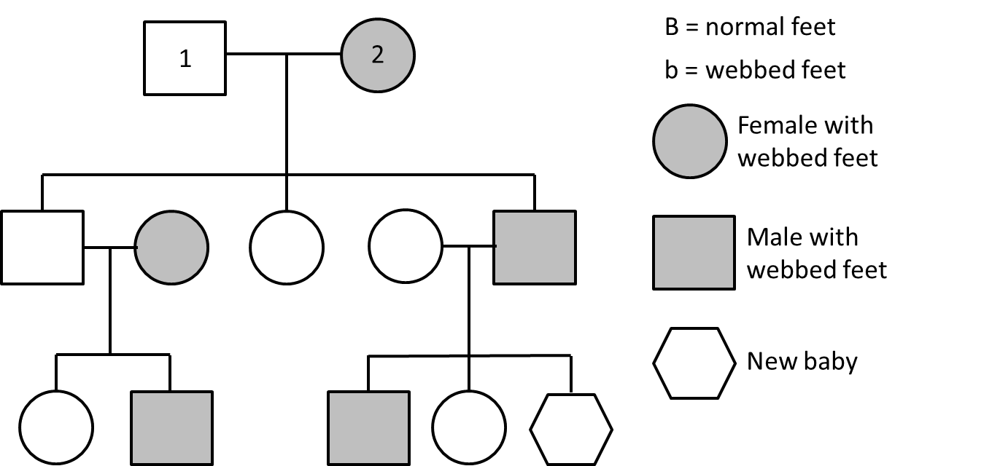 1
2
B = normal feet
b = webbed feet
Female with
webbed feet
Male with
webbed feet
New baby